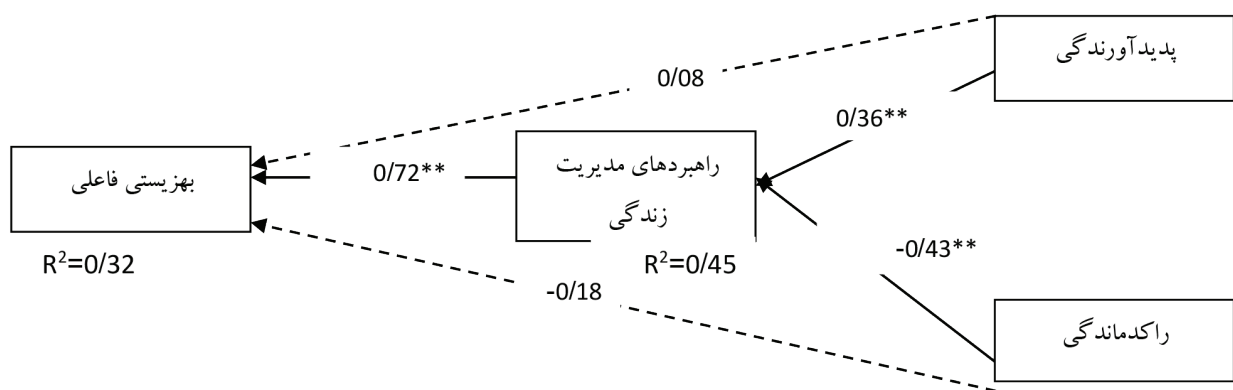 پدیدآورندگی
0/08
0/36**
راهبردهای مدیریت
زندگی
0/72**
بهزیستی فاعلی
R²=0/45
R²=0/32
-0/43**
-0/18
راکدماندگی